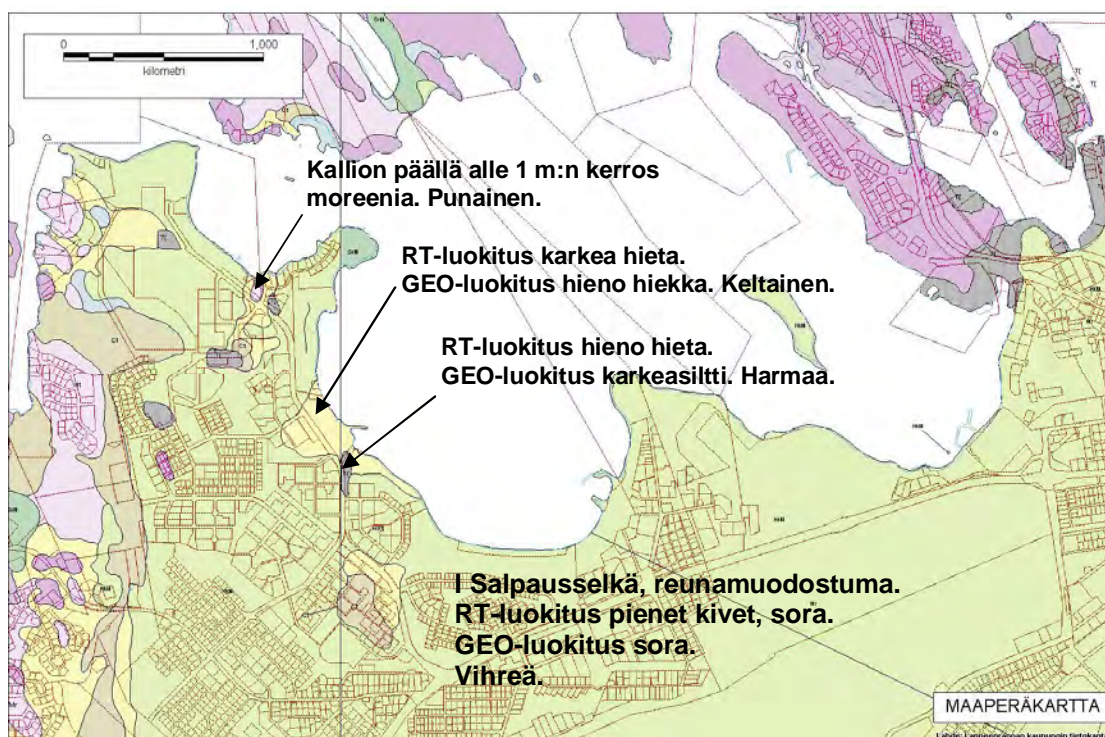 0 1,000
kilometri
Kallion päällä alle 1 m:n kerros
moreenia. Punainen.
RT-luokitus karkea hieta.
GEO-luokitus hieno hiekka. Keltainen.
RT-luokitus hieno hieta.
GEO-luokitus karkeasiltti. Harmaa.
I Salpausselkä, reunamuodostuma.
RT-luokitus pienet kivet, sora.
GEO-luokitus sora.
Vihreä.
MAAPERÄKARTTA